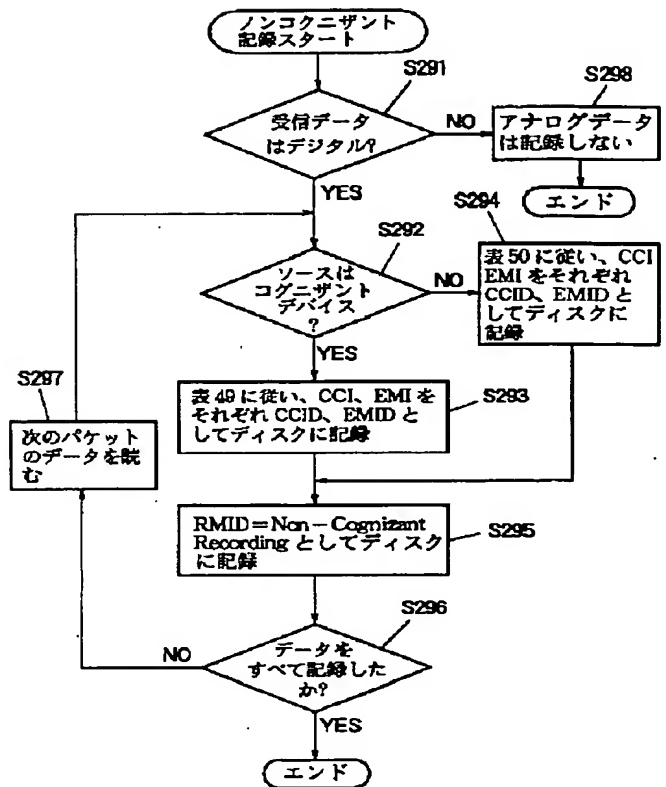 ノンコクニザント
記録スタート
S291
受信データ
はデジタル?
NO
YES
S298
アナログデータ
は記録しない
エンド
S292
ソースは
コグニザント
デバイス
?
NO
YES
S294
表50に従い、CCI
EMIをそれぞれ
CCID、EMIDと
してディスクに
記録
S293
表49に従い、CCI、EMIを
それぞれCCID、EMIDと
してディスクに記録
S297
次のパケット
のデータを読
む
S295
RMID=Non-Cognizant
Recordingとしてディスク
に記録
S296
データを
すべて記録した
か?
NO
YES
エンド